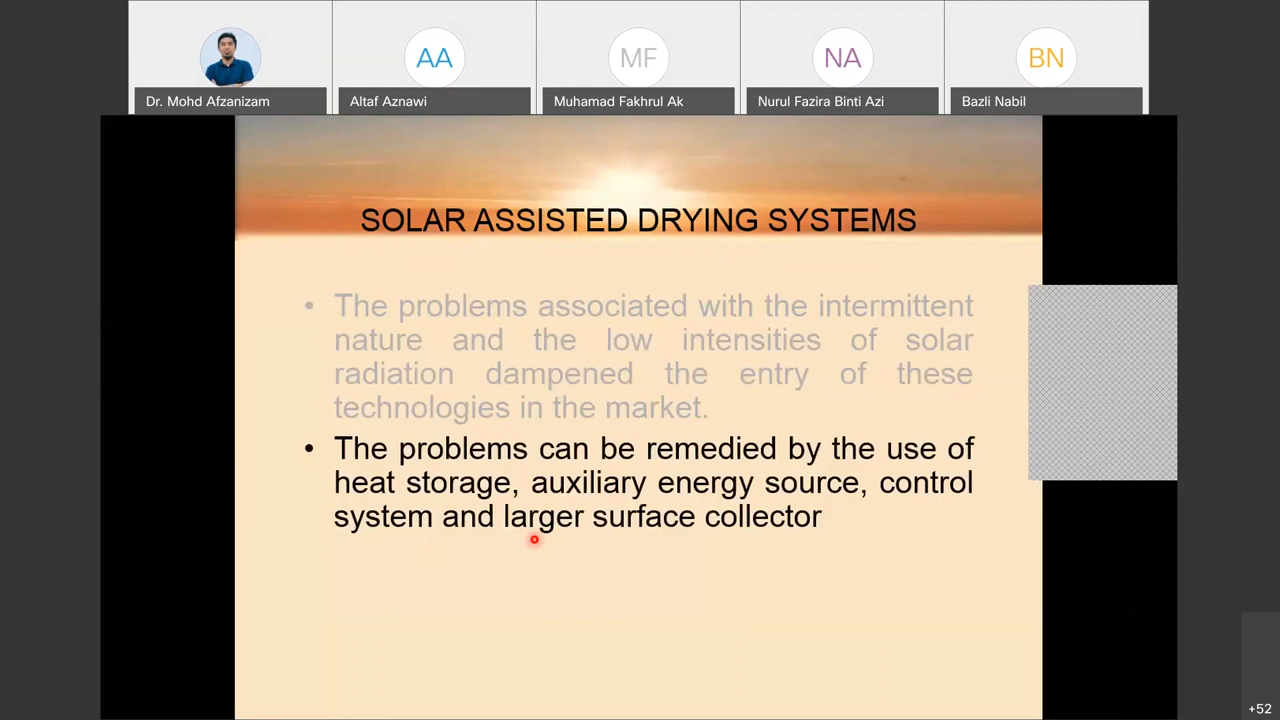 AA
MF
NA
BN
Dr. Mohd Afzanizam
Altaf Aznawi
Muhamad Fakhrul Ak
Nurul Fazira Binti Azi
Bazli Nabil
SOLAR ASSISTED DRYING SYSTEMS
• The problems associated with the intermittent
nature and the low intensities of solar
radiation dampened the entry of these
technologies in the market.
• The problems can be remedied by the use of
heat storage, auxiliary energy source, control
system and larger surface collector
+52